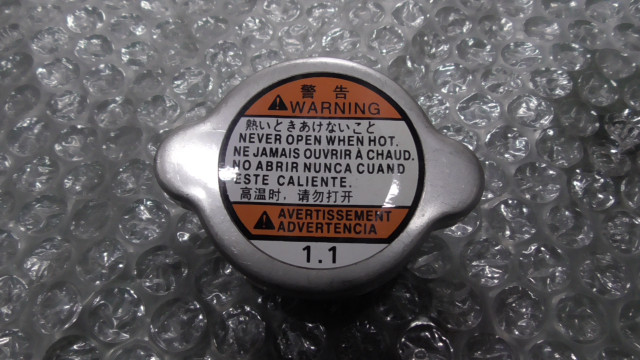 警告
WARNING
熱いときあけないこと
NEVER OPEN WHEN HOT.
NE JAMAIS OUVRIR À CHAUD.
NO ABRIR NUNCA CUAND
ESTE CALIENTE.
高温时，请勿打开
AVERTISSEMENT
ADVERTENCIA
1.1